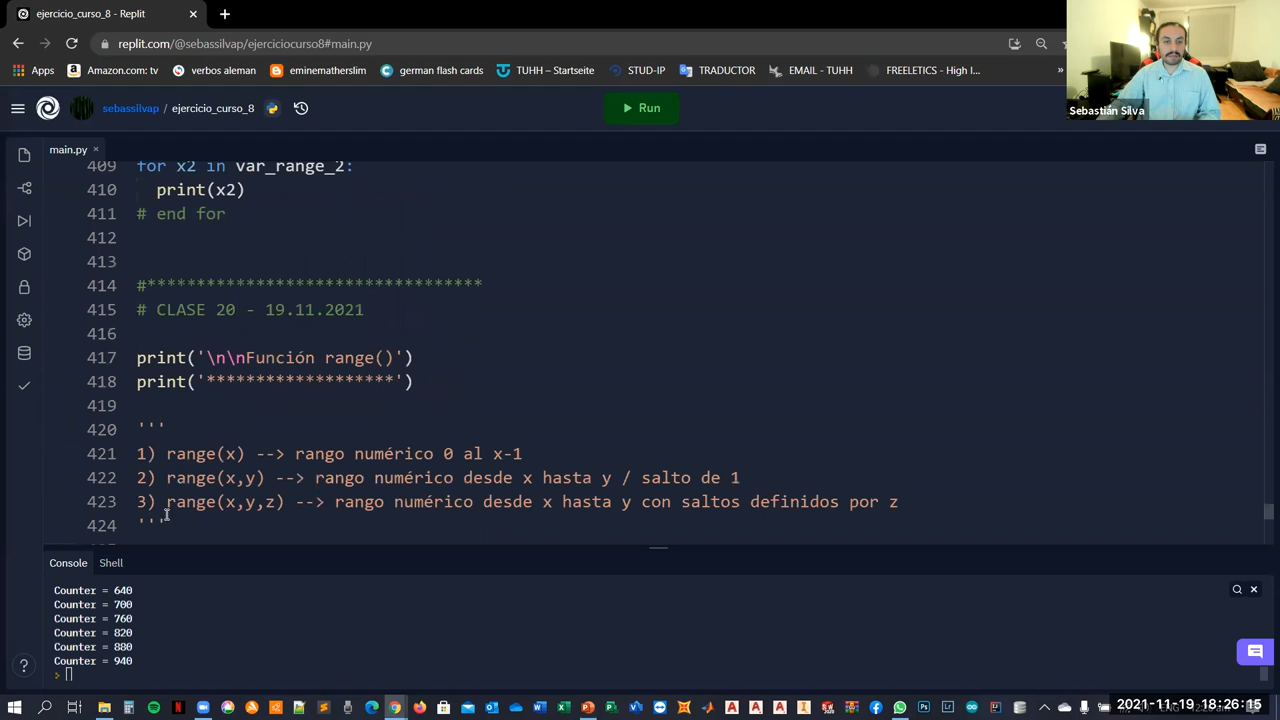 ejercicio_curso_8 - Replit
replit.com/@sebassilvap/ejerciciocurso8#main.py
Apps
Amazon.com: tv
verbos aleman
eminematherslim
german flash
TUHH – Startseite
STUD-IP
TRADUCTOR
EMAIL - TUHH
FREELETICS - High I...
»
Sebastián Silva
sebassilvap / ejercicio_curso_8
Run
main.py
409 for x2 in var_range_2:
410 print(x2)
411 # end for
412
413
414 #**********************************
415 # CLASE 20 - 19.11.2021
416
417 print('\n\nFunción range()')
418 print('*******************')
419
420 '''
421 1) range(x) --> rango numérico 0 al x-1
422 2) range(x,y) --> rango numérico desde x hasta y / salto de 1
423 3) range(x,y,z) --> rango numérico desde x hasta y con saltos definidos por z
424 '''
Console
Shell
Counter = 640
Counter = 700
Counter = 760
Counter = 820
Counter = 880
Counter = 940
>
2021-11-19 18:26:15